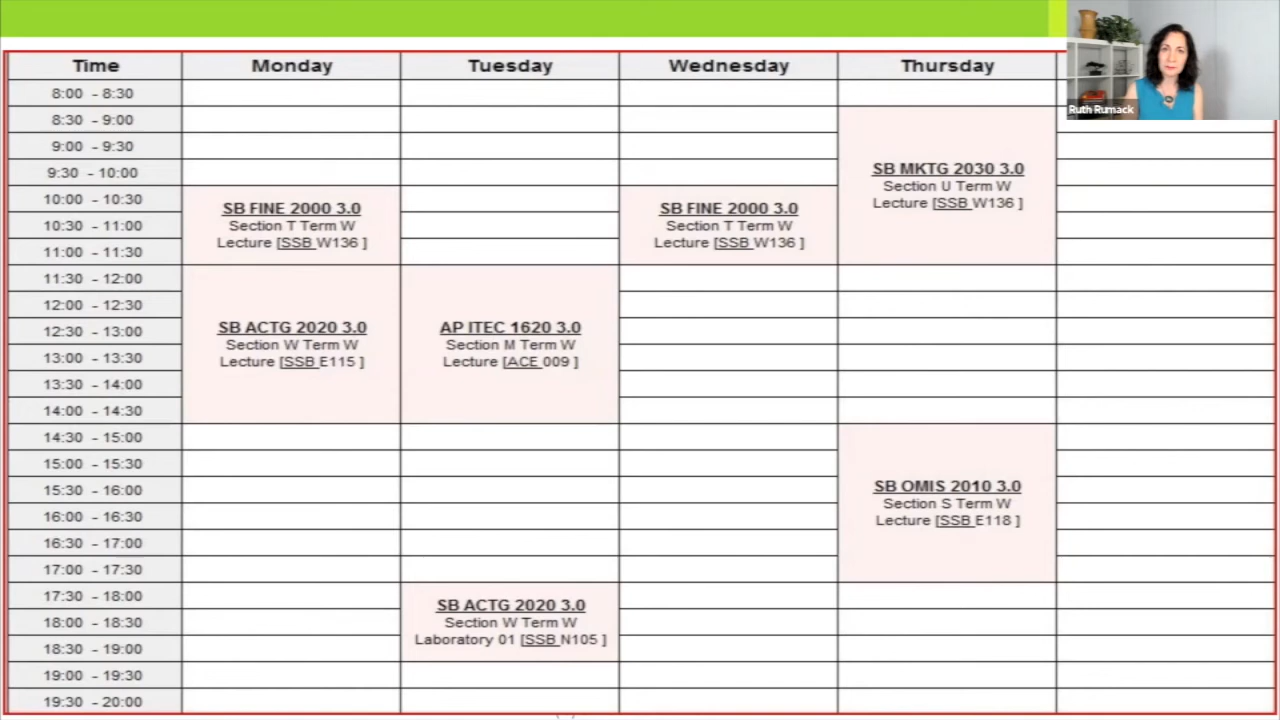 Time Monday Tuesday Wednesday Thursday
Ruth Rumack
8:00 - 8:30
8:30 - 9:00
9:00 - 9:30
9:30 - 10:00
SB MKTG 2030 3.0
Section U Term W
Lecture [SSB W136 ]
10:00 - 10:30
10:30 - 11:00
11:00 - 11:30
SB FINE 2000 3.0
Section T Term W
Lecture [SSB W136 ]
SB FINE 2000 3.0
Section T Term W
Lecture [SSB W136 ]
11:30 - 12:00
12:00 - 12:30
12:30 - 13:00
13:00 - 13:30
13:30 - 14:00
14:00 - 14:30
SB ACTG 2020 3.0
Section W Term W
Lecture [SSB E115 ]
AP ITEC 1620 3.0
Section M Term W
Lecture [ACE 009 ]
14:30 - 15:00
15:00 - 15:30
15:30 - 16:00
16:00 - 16:30
16:30 - 17:00
17:00 - 17:30
SB OMIS 2010 3.0
Section S Term W
Lecture [SSB E118 ]
17:30 - 18:00
18:00 - 18:30
18:30 - 19:00
SB ACTG 2020 3.0
Section W Term W
Laboratory 01 [SSB N105 ]
19:00 - 19:30
19:30 - 20:00